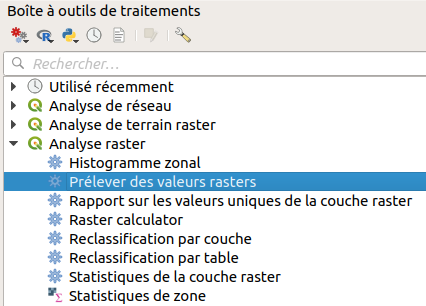 Boîte à outils de traitements
Rechercher...
Utilisé récemment
Analyse de réseau
Analyse de terrain raster
Analyse raster
Histogramme zonal
Prélever des valeurs rasters
Rapport sur les valeurs uniques de la couche raster
Raster calculator
Reclassification par couche
Reclassification par table
Statistiques de la couche raster
Statistiques de zone